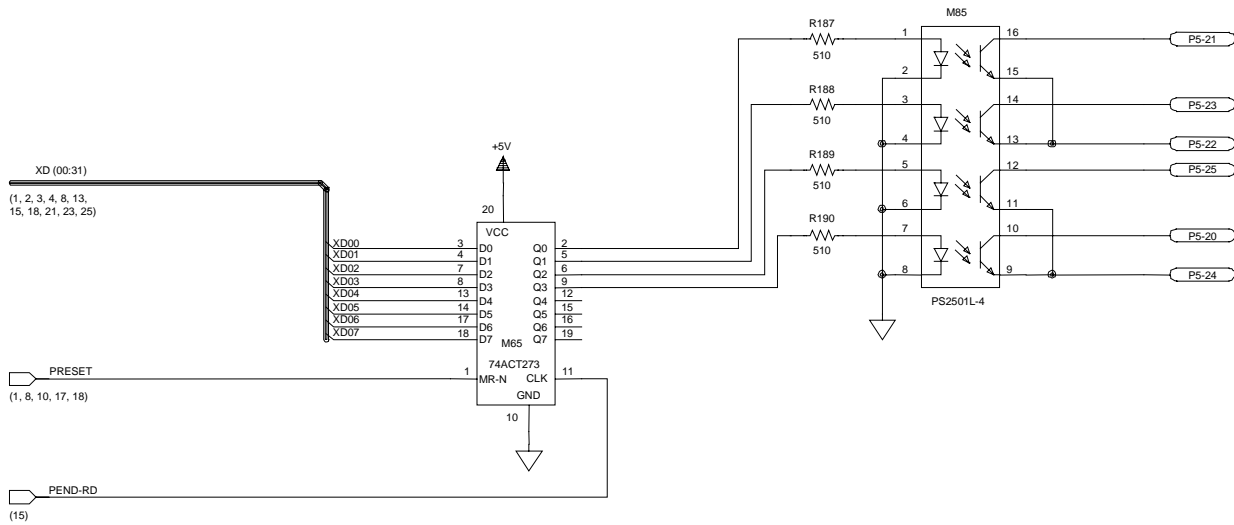 M85
R187
510
1
16
P5-21
2
15
R188
510
3
14
P5-23
4
13
P5-22
R189
510
5
12
P5-25
6
11
R190
510
7
10
P5-20
8
9
P5-24
PS2501L-4
+5V
XD (00:31)
(1, 2, 3, 4, 8, 13,
15, 18, 21, 23, 25)
20
VCC
XD00 3 D0 Q0 2
XD01 4 D1 Q1 5
XD02 7 D2 Q2 6
XD03 8 D3 Q3 9
XD04 13 D4 Q4 12
XD05 14 D5 Q5 15
XD06 17 D6 Q6 16
XD07 18 D7 Q7 19
M65
74ACT273
PRESET 1 MR-N CLK 11
(1, 8, 10, 17, 18)
GND
10
PEND-RD
(15)